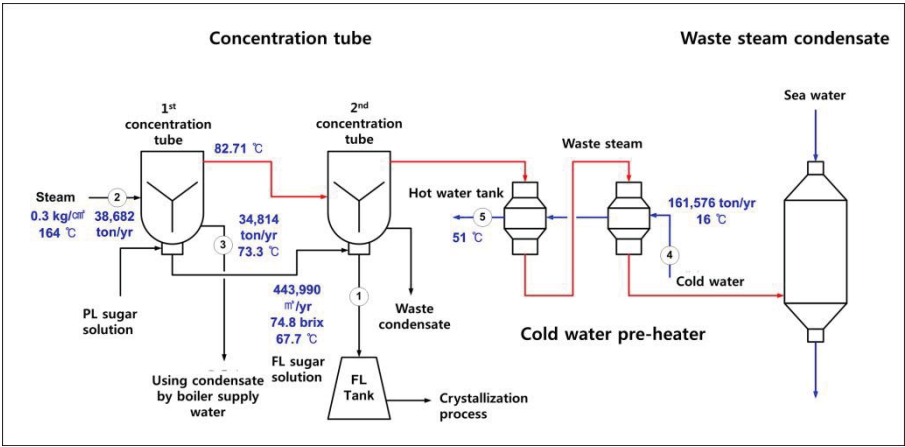 Concentration tube
Waste steam condensate
1st
concentration
tube
2nd
concentration
tube
Sea water
82.71 ℃
Waste steam
Steam
2
0.3 kg/㎠
164 ℃
38,682
ton/yr
34,814
ton/yr
73.3 ℃
3
Hot water tank
5
51 ℃
161,576 ton/yr
16 ℃
4
Cold water
PL sugar
solution
443,990
㎥/yr
74.8 brix
67.7 ℃
1
Waste
condensate
Cold water pre-heater
FL sugar
solution
Using condensate
by boiler supply
water
FL
Tank
Crystallization
process